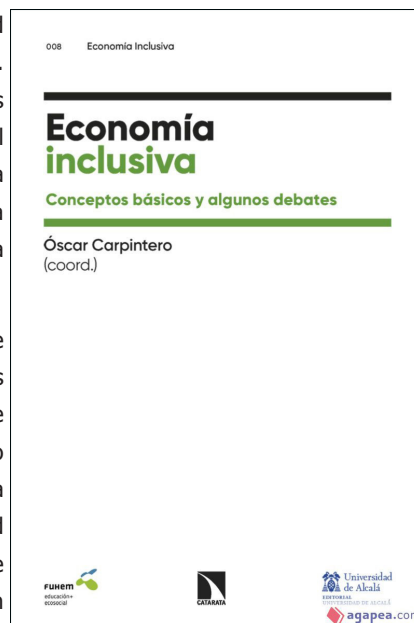 008 Economía Inclusiva
Economía
inclusiva
Conceptos básicos y algunos debates
Óscar Carpintero
(coord.)
FUHEM
educación+
ecosocial
CATARATA
Universidad
de Alcalá
EDITORIAL
UNIVERSIDAD DE ALCALÁ
agapea.com